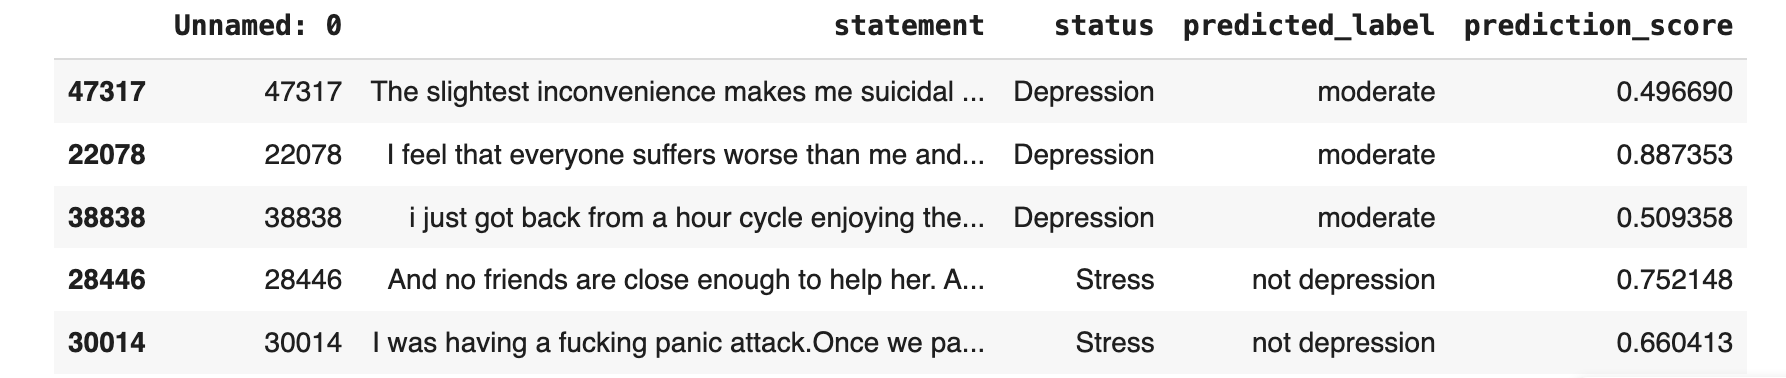 Unnamed: 0 statement status predicted_label prediction_score
47317 47317 The slightest inconvenience makes me suicidal ... Depression moderate 0.496690
22078 22078 I feel that everyone suffers worse than me and... Depression moderate 0.887353
38838 38838 i just got back from a hour cycle enjoying the... Depression moderate 0.509358
28446 28446 And no friends are close enough to help her. A... Stress not depression 0.752148
30014 30014 I was having a fucking panic attack.Once we pa... Stress not depression 0.660413